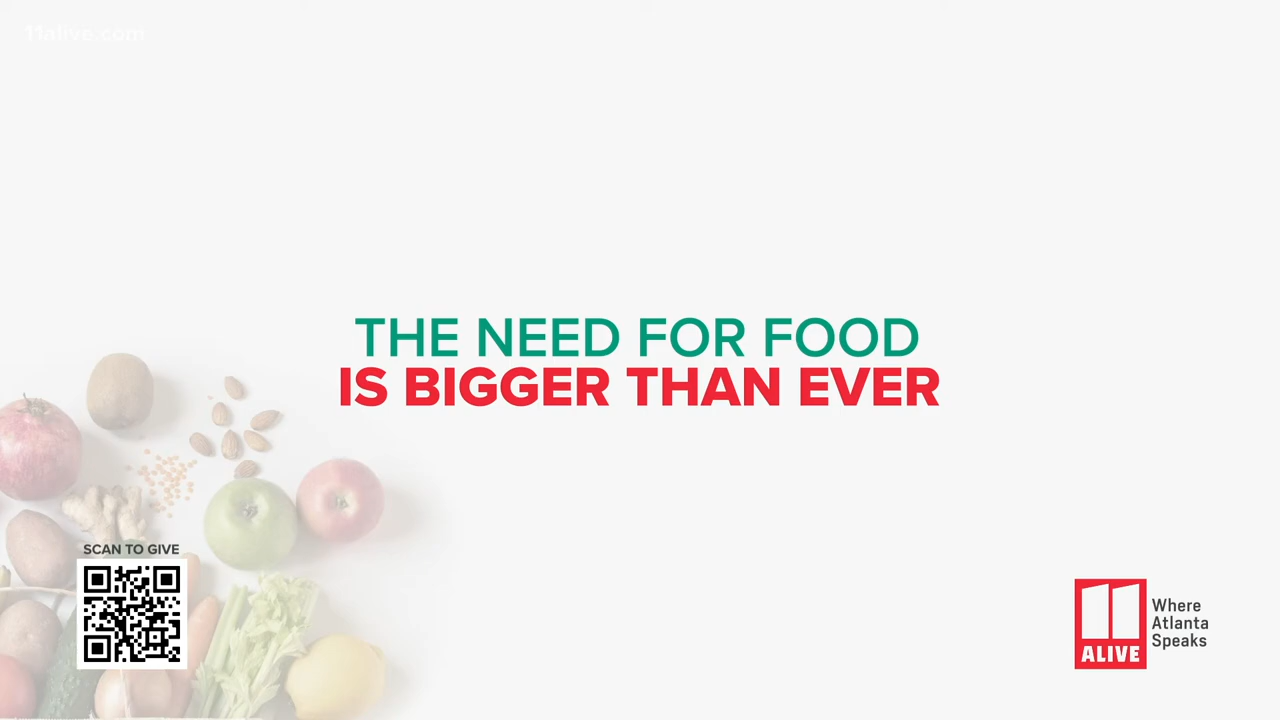 11alive.com
THE NEED FOR FOOD
IS BIGGER THAN EVER
SCAN TO GIVE
11
ALIVE
Where
Atlanta
Speaks